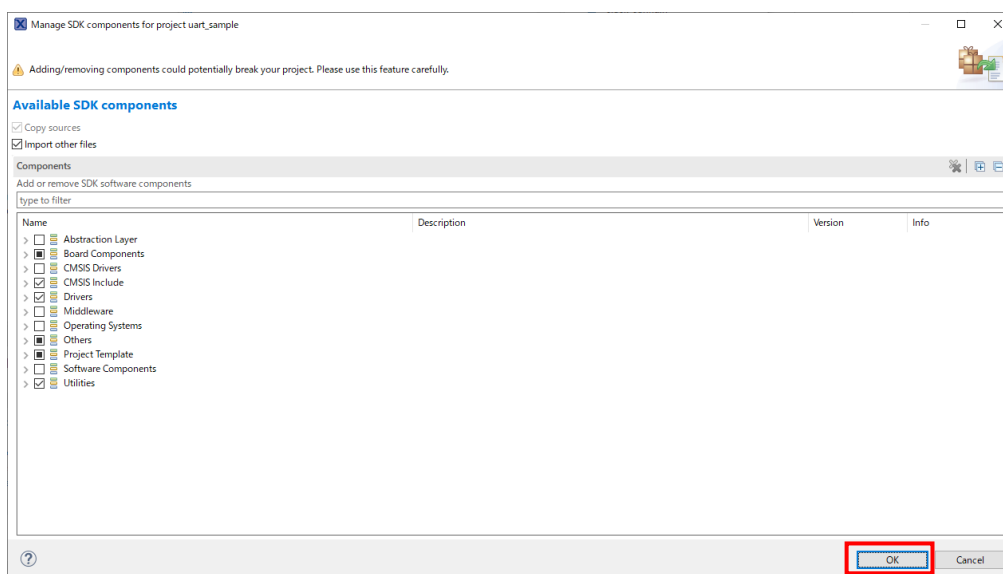 Manage SDK components for project uart_sample
Adding/removing components could potentially break your project. Please use this feature carefully.
Available SDK components
Copy sources
Import other files
Components
Add or remove SDK software components
type to filter
Name Description Version Info
Abstraction Layer
Board Components
CMSIS Drivers
CMSIS Include
Drivers
Middleware
Operating Systems
Others
Project Template
Software Components
Utilities
OK Cancel